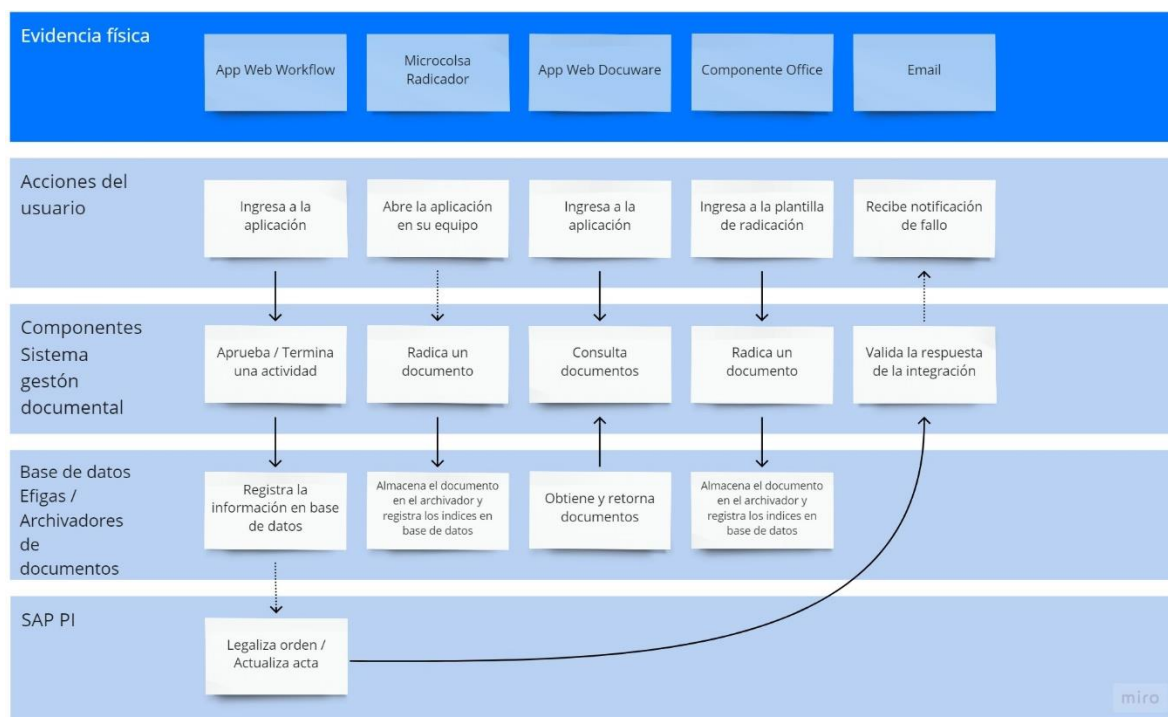 Evidencia física
App Web Workflow
Microcolsa
Radicador
App Web Docuware
Componente Office
Email
Acciones del
usuario
Ingresa a la
aplicación
Abre la aplicación
en su equipo
Ingresa a la
aplicación
Ingresa a la plantilla
de radicación
Recibe notificación
de fallo
Componentes
Sistema
gestón
documental
Aprueba / Termina
una actividad
Radica un
documento
Consulta
documentos
Radica un
documento
Valida la respuesta
de la integración
Base de datos
Efigas /
Archivadores
de
documentos
Registra la
información en base
de datos
Almacena el documento
en el archivador y
registra los indices en
base de datos
Obtiene y retorna
documentos
Almacena el documento
en el archivador y
registra los indices en
base de datos
SAP PI
Legaliza orden /
Actualiza acta
miro